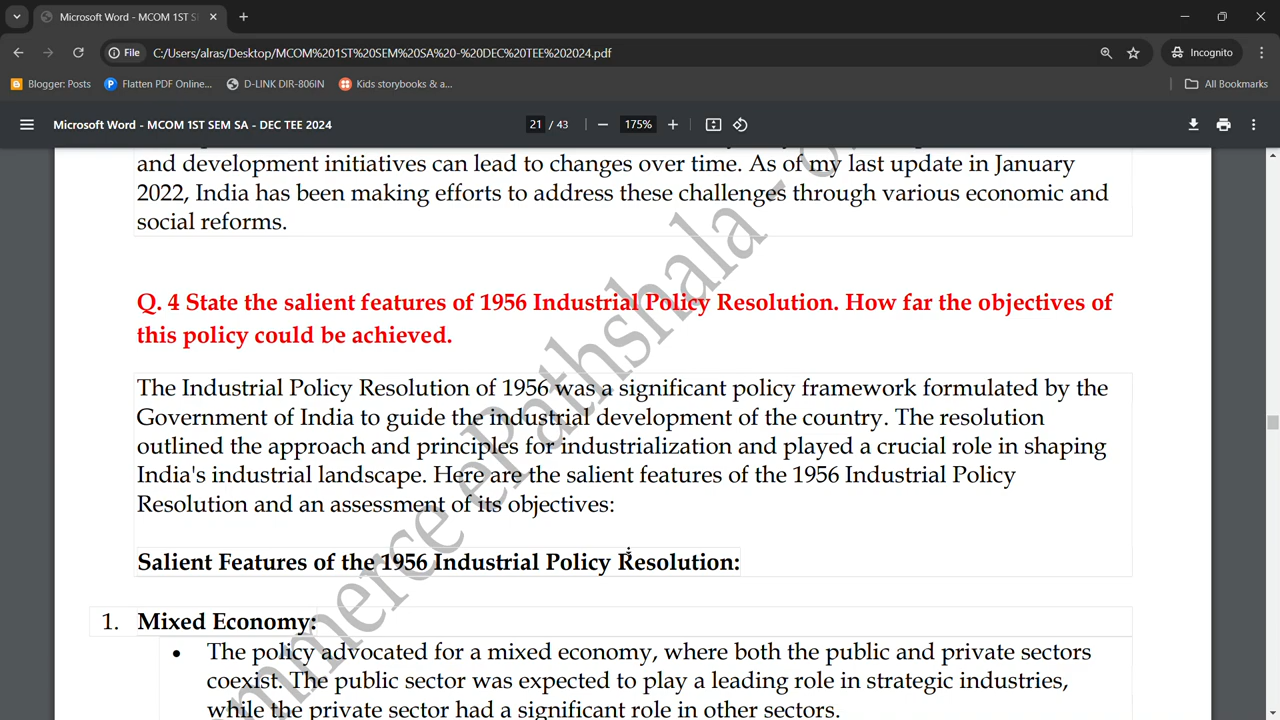 Microsoft Word - MCOM 1ST S
File
C:/Users/alras/Desktop/MCOM%201ST%20SEM%20SA%20-%20DEC%20TEE%202024.pdf
Incognito
Blogger: Posts
Flatten PDF Online...
D-LINK DIR-806IN
Kids storybooks & a...
All Bookmarks
Microsoft Word - MCOM 1ST SEM SA - DEC TEE 2024
21 / 43
175%
and development initiatives can lead to changes over time. As of my last update in January
2022, India has been making efforts to address these challenges through various economic and
social reforms.
Q. 4 State the salient features of 1956 Industrial Policy Resolution. How far the objectives of
this policy could be achieved.
The Industrial Policy Resolution of 1956 was a significant policy framework formulated by the
Government of India to guide the industrial development of the country. The resolution
outlined the approach and principles for industrialization and played a crucial role in shaping
India's industrial landscape. Here are the salient features of the 1956 Industrial Policy
Resolution and an assessment of its objectives:
Salient Features of the 1956 Industrial Policy Resolution:
1. Mixed Economy:
• The policy advocated for a mixed economy, where both the public and private sectors
coexist. The public sector was expected to play a leading role in strategic industries,
while the private sector had a significant role in other sectors.
mmerce ePathshala -